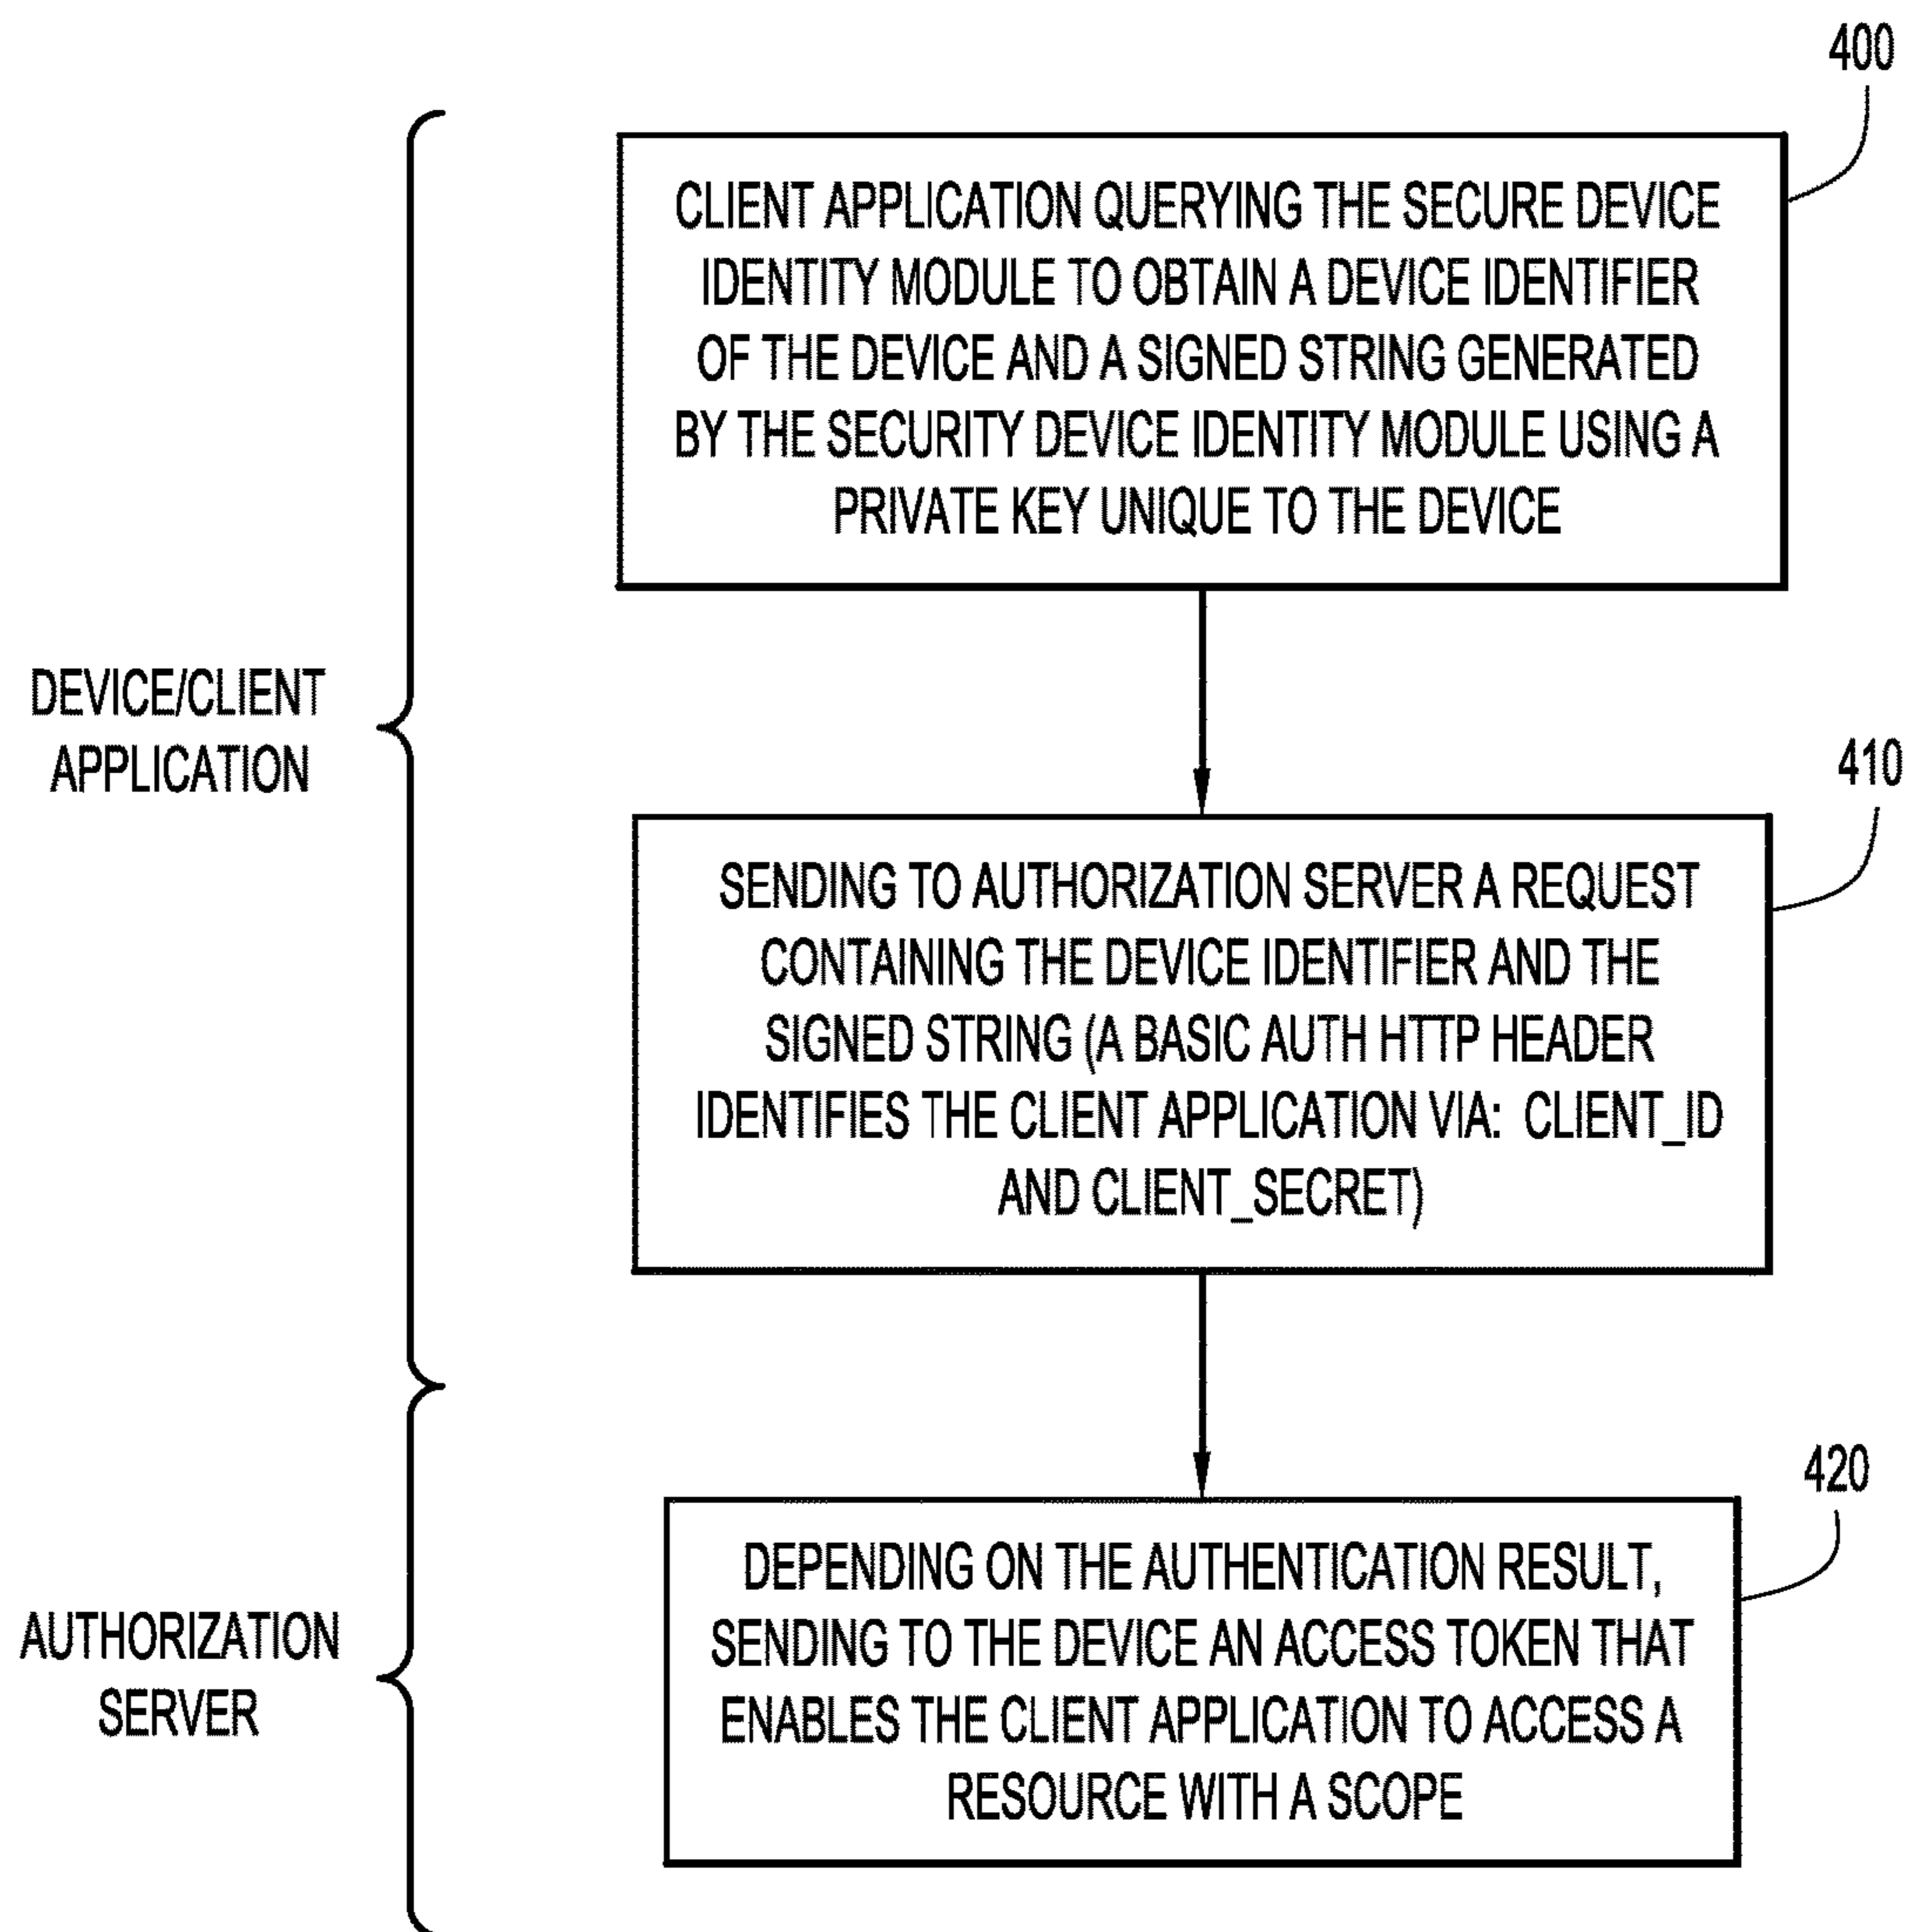 400
CLIENT APPLICATION QUERYING THE SECURE DEVICE
IDENTITY MODULE TO OBTAIN A DEVICE IDENTIFIER
OF THE DEVICE AND A SIGNED STRING GENERATED
BY THE SECURITY DEVICE IDENTITY MODULE USING A
PRIVATE KEY UNIQUE TO THE DEVICE
DEVICE/CLIENT
APPLICATION
410
SENDING TO AUTHORIZATION SERVER A REQUEST
CONTAINING THE DEVICE IDENTIFIER AND THE
SIGNED STRING (A BASIC AUTH HTTP HEADER
IDENTIFIES THE CLIENT APPLICATION VIA: CLIENT_ID
AND CLIENT_SECRET)
420
DEPENDING ON THE AUTHENTICATION RESULT,
SENDING TO THE DEVICE AN ACCESS TOKEN THAT
ENABLES THE CLIENT APPLICATION TO ACCESS A
RESOURCE WITH A SCOPE
AUTHORIZATION
SERVER